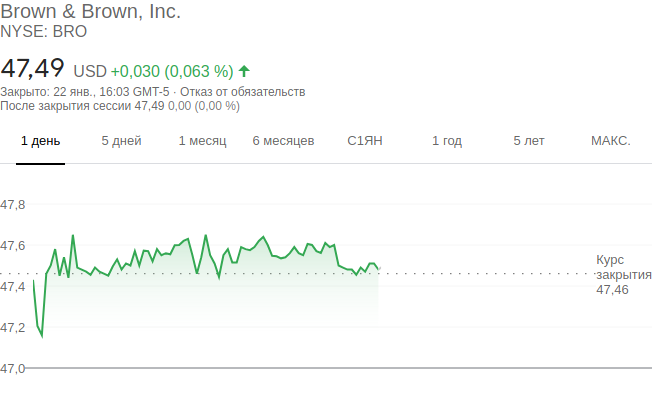 Brown & Brown, Inc.
NYSE: BRO
47,49 USD +0,030 (0,063 %)
Закрыто: 22 янв., 16:03 GMT-5 · Отказ от обязательств
После закрытия сессии 47,49 0,00 (0,00 %)
1 день 5 дней 1 месяц 6 месяцев С1ЯН 1 год 5 лет МАКС.
47,8
47,6
Курс
закрытия
47,46
47,4
47,2
47,0